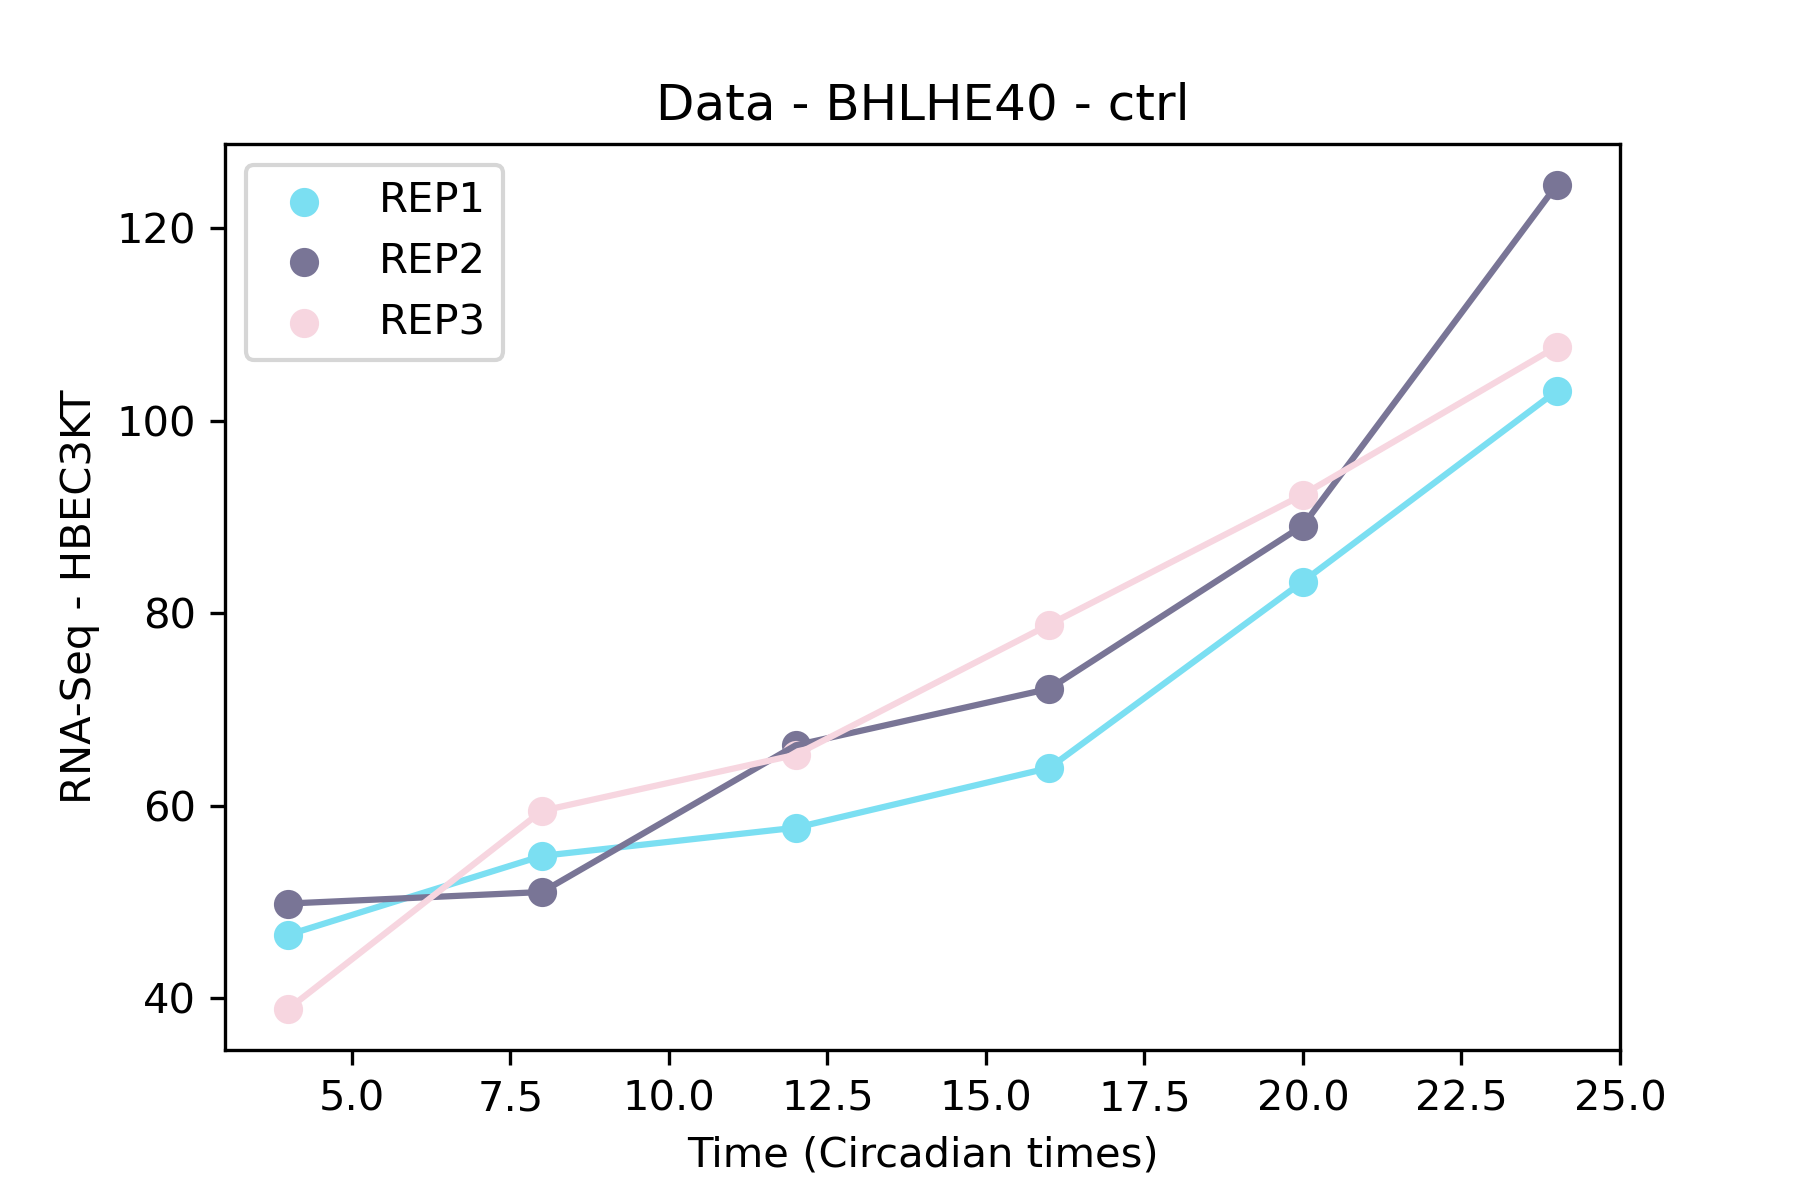 Data - BHLHE40 - ctrl
REP1
REP2
REP3
120
100
80
60
40
RNA-Seq - HBEC3KT
5.0 7.5 10.0 12.5 15.0 17.5 20.0 22.5 25.0
Time (Circadian times)